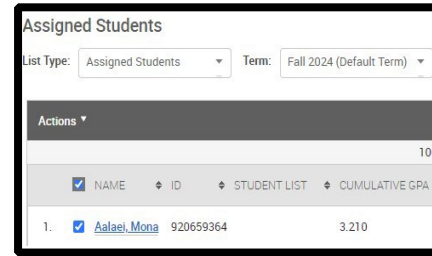 Assigned Students
List Type: Assigned Students Term: Fall 2024 (Default Term)
Actions
10
NAME ID STUDENT LIST CUMULATIVE GPA
1. Aalaei, Mona 920659364 3.210